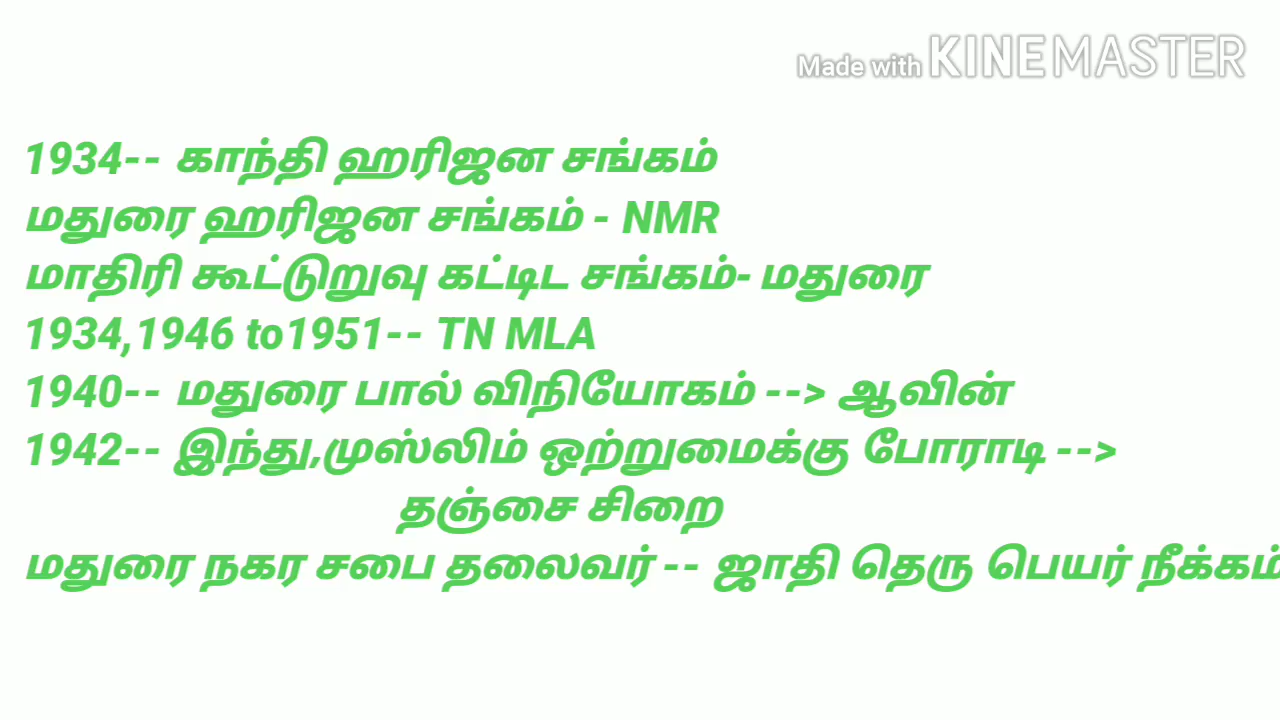 Made with KINEMASTER
1934-- காந்தி ஹரிஜன சங்கம்
மதுரை ஹரிஜன சங்கம் - NMR
மாதிரி கூட்டுறுவு கட்டிட சங்கம்- மதுரை
1934,1946 to1951-- TN MLA
1940-- மதுரை பால் விநியோகம் --> ஆவின்
1942-- இந்து,முஸ்லிம் ஒற்றுமைக்கு போராடி -->
தஞ்சை சிறை
மதுரை நகர சபை தலைவர் -- ஜாதி தெரு பெயர் நீக்கம்